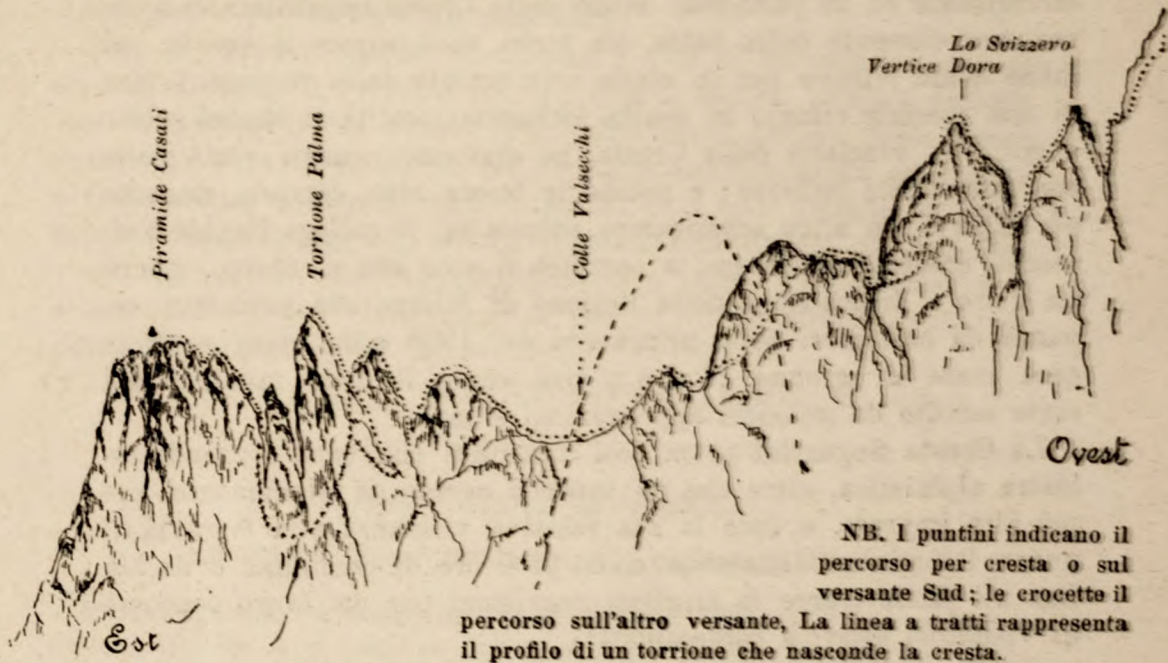 Lo Svizzero
Vertice Dora
Piramide Casati
Torrione Palma
Colle Valsecchi
Ovest
Est
NB. I puntini indicano il
percorso per cresta o sul
versante Sud; le crocette il
percorso sull'altro versante, La linea a tratti rappresenta
il profilo di un torrione che nasconde la cresta.